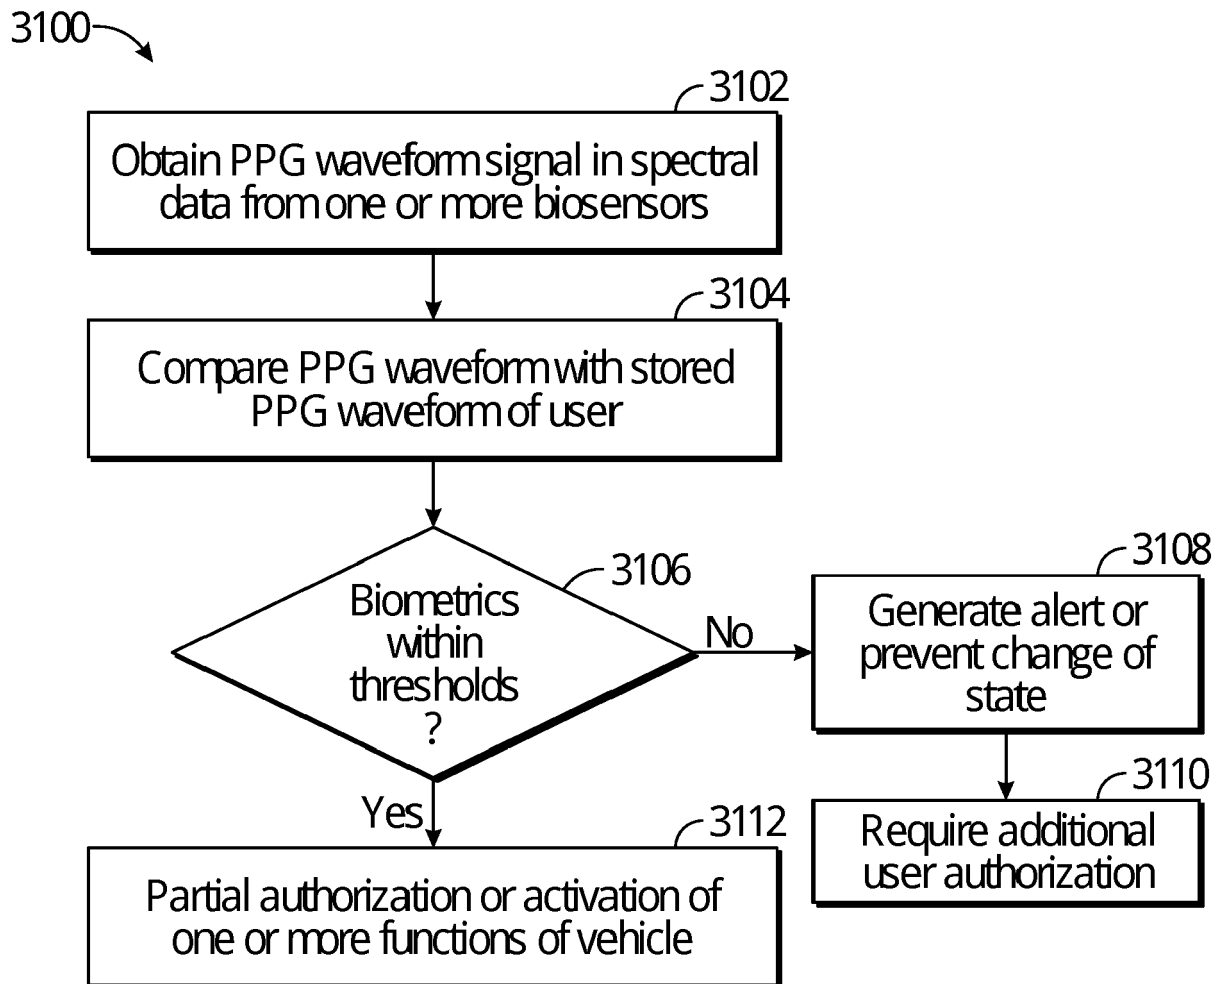 3100
3102
Obtain PPG waveform signal in spectral
data from one or more biosensors
3104
Compare PPG waveform with stored
PPG waveform of user
3106
Biometrics
within
thresholds
?
No
3108
Generate alert or
prevent change of
state
Yes
3110
Require additional
user authorization
3112
Partial authorization or activation of
one or more functions of vehicle